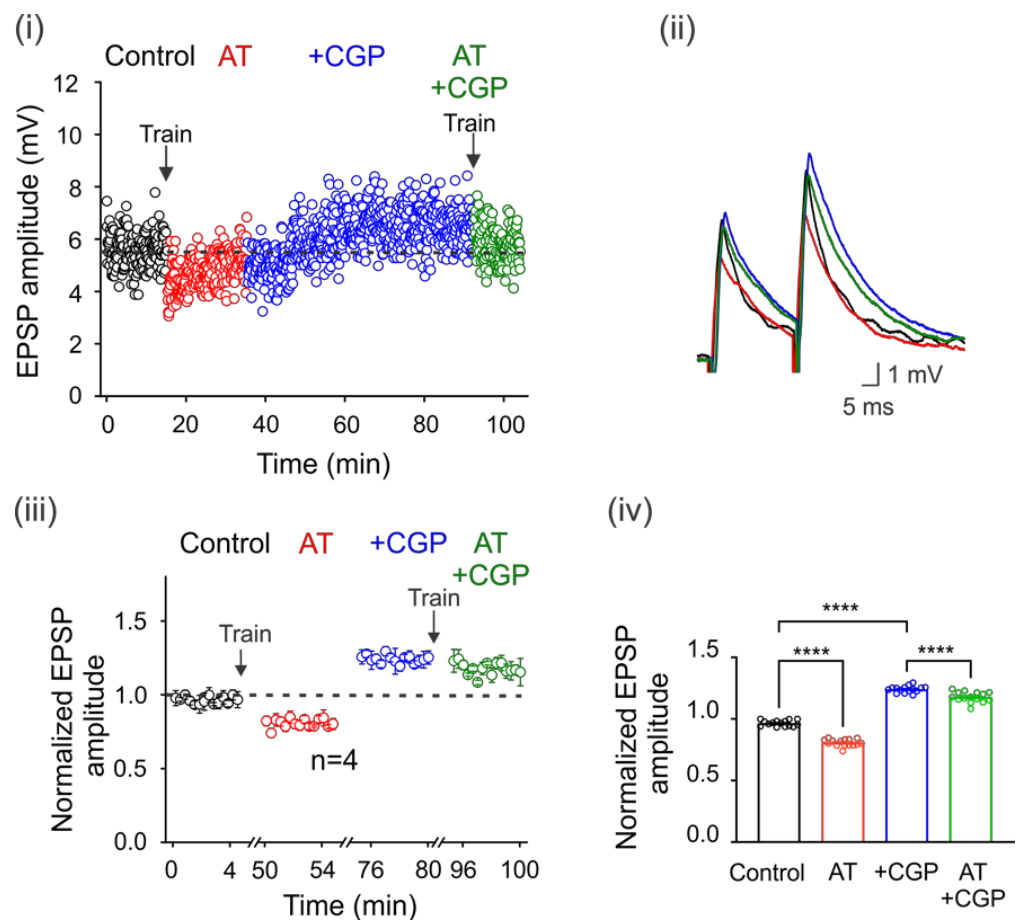 (i)
Control AT +CGP AT
+CGP
Train Train
EPSP amplitude (mV)
12
10
8
6
4
2
0
20 40 60 80 100
Time (min)
(ii)
1 mV
5 ms
(iii)
Control AT +CGP AT
+CGP
Train Train
Normalized EPSP
amplitude
1.5
1.0
0.5
0.0
n=4
0 4 50 54 76 80 96 100
Time (min)
(iv)
****
**** ****
Normalized EPSP
amplitude
1.5
1.0
0.5
0.0
Control AT +CGP AT
+CGP